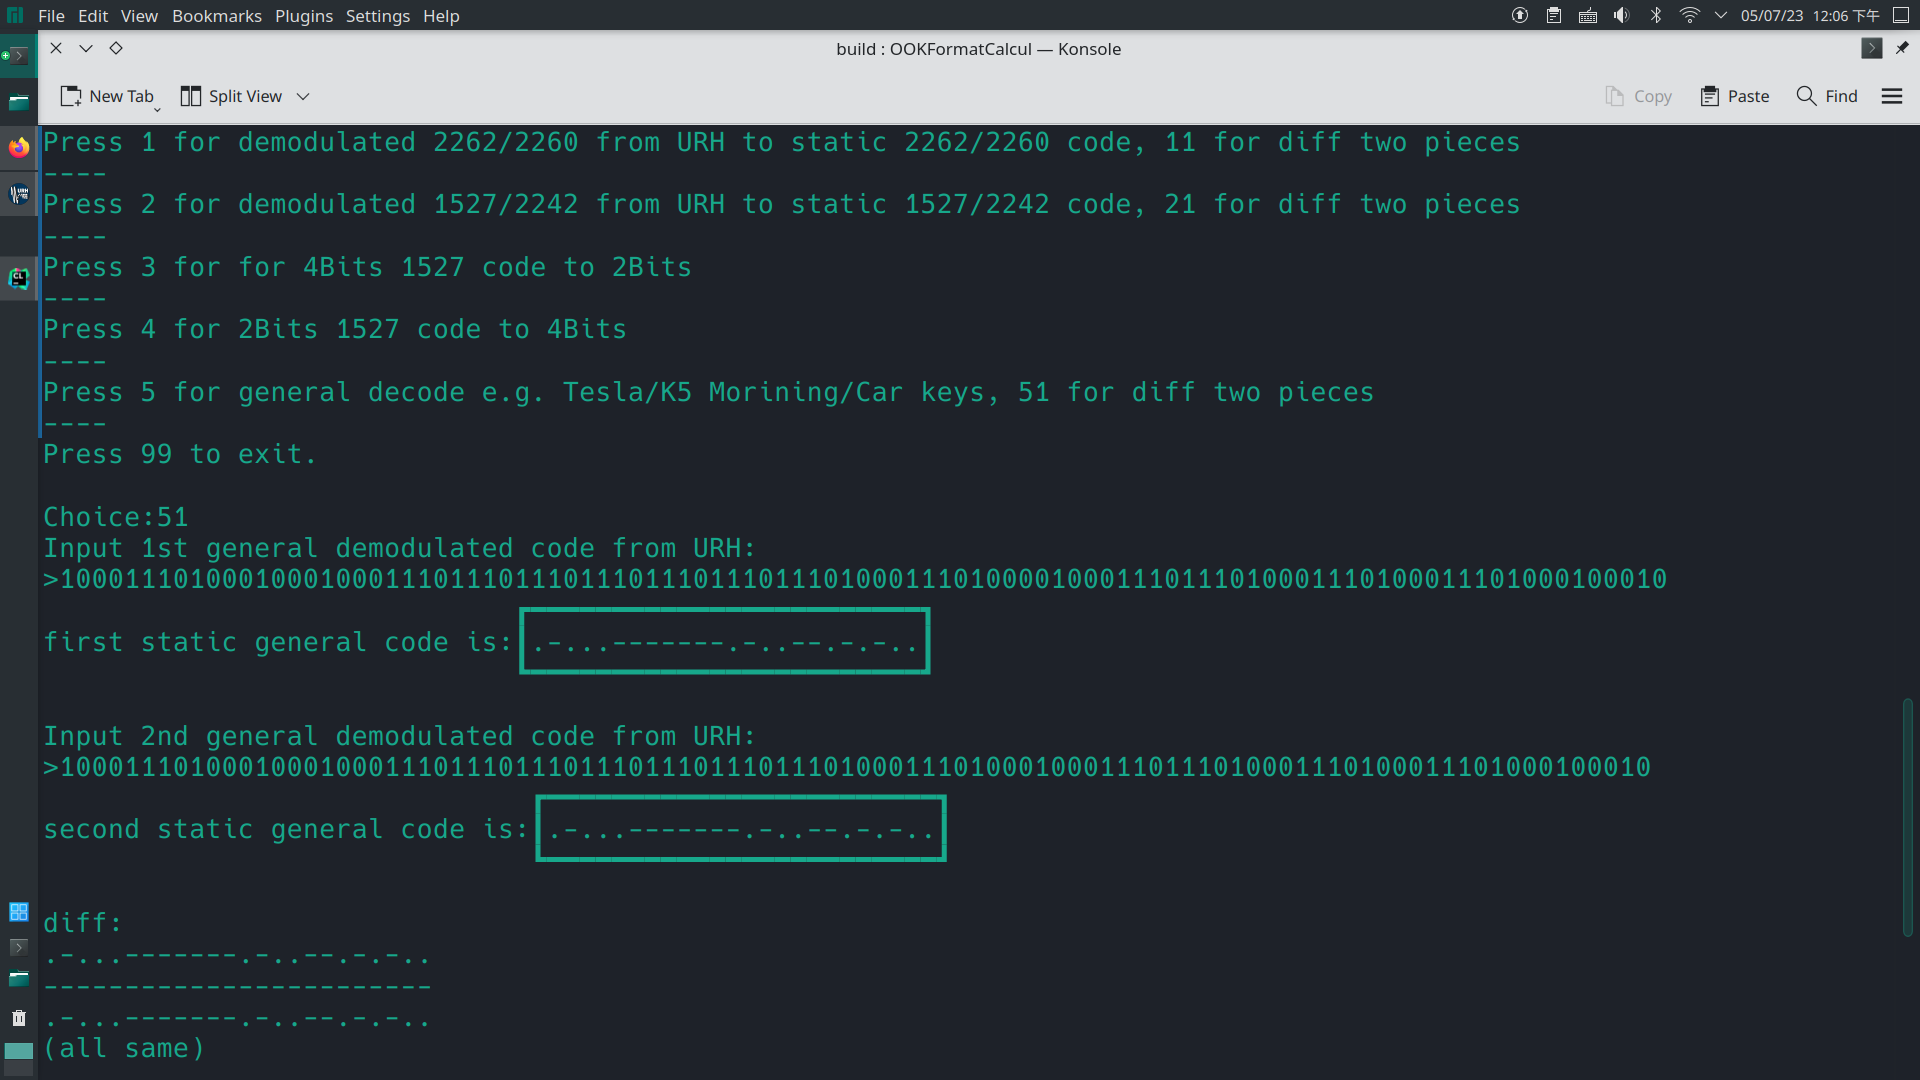 File Edit View Bookmarks Plugins Settings Help
05/07/23 12:06 下午
build : OOKFormatCalcul — Konsole
New Tab Split View Copy Paste Find
Press 1 for demodulated 2262/2260 from URH to static 2262/2260 code, 11 for diff two pieces
----
Press 2 for demodulated 1527/2242 from URH to static 1527/2242 code, 21 for diff two pieces
----
Press 3 for for 4Bits 1527 code to 2Bits
----
Press 4 for 2Bits 1527 code to 4Bits
----
Press 5 for general decode e.g. Tesla/K5 Morining/Car keys, 51 for diff two pieces
----
Press 99 to exit.
Choice:51
Input 1st general demodulated code from URH:
>100011101000100010001110111011101110111011101110100011101000010001110111010001110100011101000100010
first static general code is: .-...-------.-..--.-.-..
Input 2nd general demodulated code from URH:
>10001110100010001000111011101110111011101110111010001110100010001110111010001110100011101000100010
second static general code is: .-...-------.-..--.-.-..
diff:
.-...-------.-..--.-.-..
------------------------
.-...-------.-..--.-.-..
(all same)